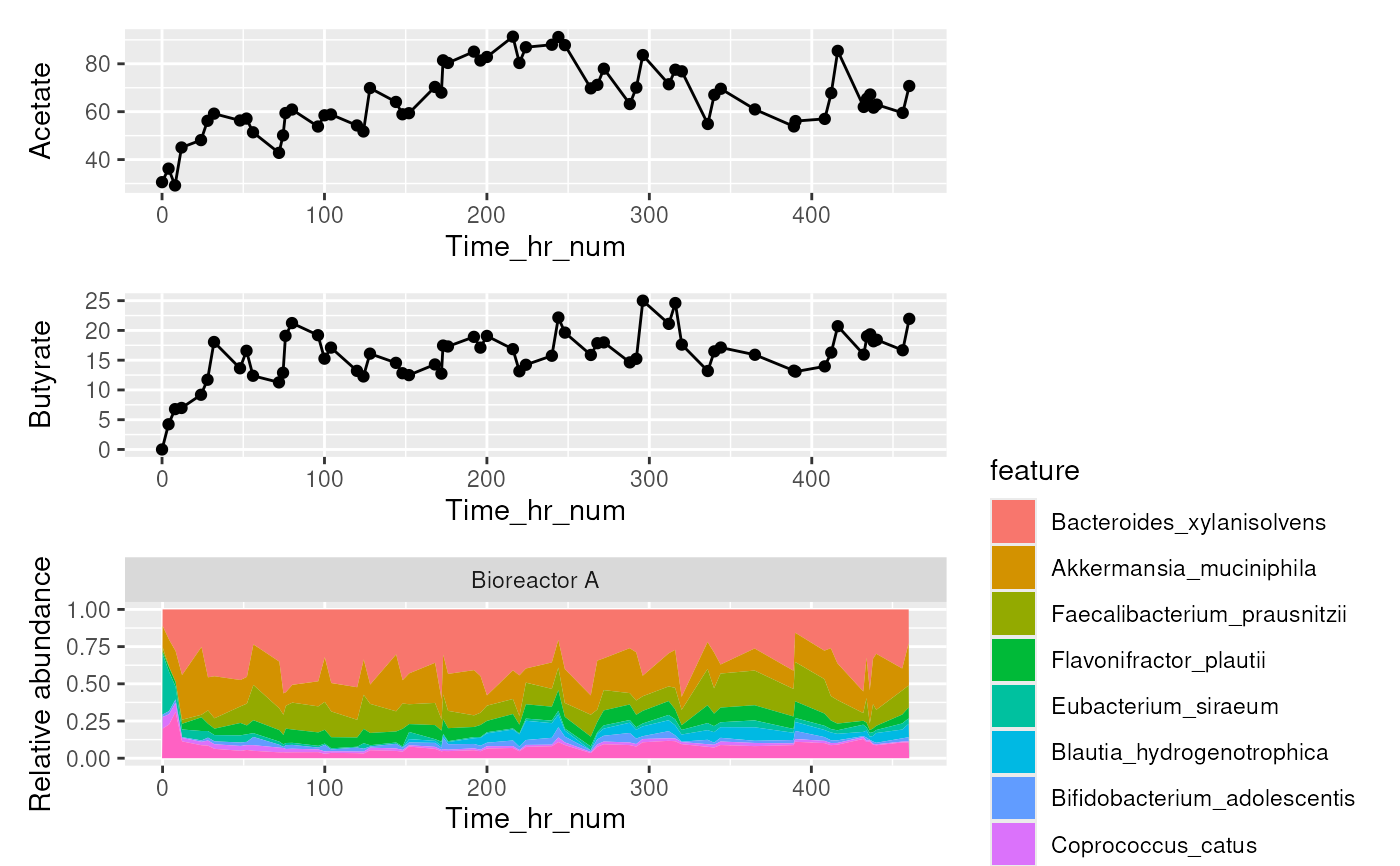 Acetate
80
60
40
0 100 200 300 400
Time_hr_num
Butyrate
25
20
15
10
5
0
0 100 200 300 400
Time_hr_num
Bioreactor A
Relative abundance
1.00
0.75
0.50
0.25
0.00
0 100 200 300 400
Time_hr_num
feature
Bacteroides_xylanisolvens
Akkermansia_muciniphila
Faecalibacterium_prausnitzii
Flavonifractor_plautii
Eubacterium_siraeum
Blautia_hydrogenotrophica
Bifidobacterium_adolescentis
Coprococcus_catus